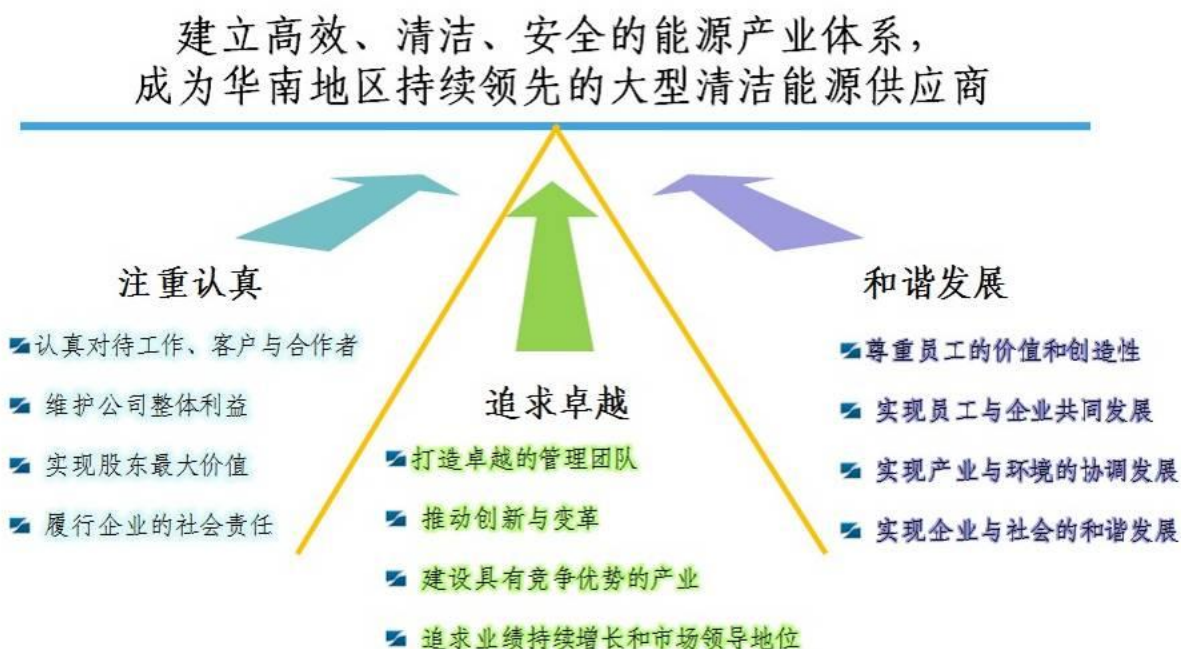 建立高效、清洁、安全的能源产业体系，
成为华南地区持续领先的大型清洁能源供应商
注重认真
认真对待工作、客户与合作者
维护公司整体利益
实现股东最大价值
履行企业的社会责任
追求卓越
打造卓越的管理团队
推动创新与变革
建设具有竞争优势的产业
追求业绩持续增长和市场领导地位
和谐发展
尊重员工的价值和创造性
实现员工与企业共同发展
实现产业与环境的协调发展
实现企业与社会的和谐发展